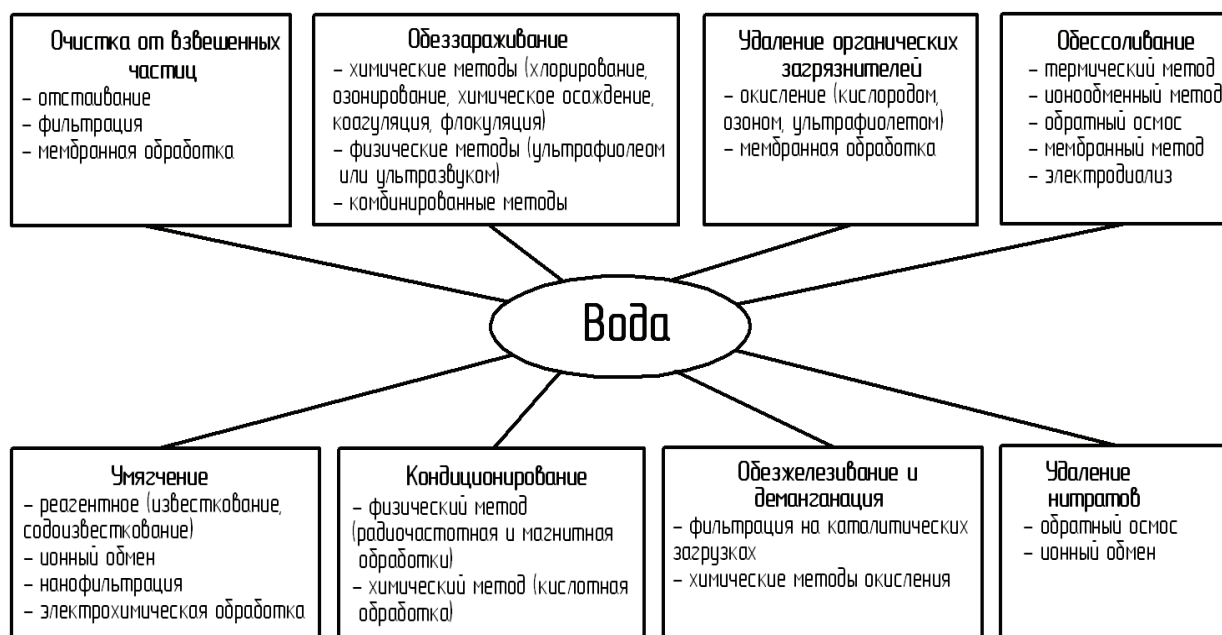 Очистка от взвешенных
частиц
– отстаивание
– фильтрация
– мембранная обработка
Обеззараживание
– химические методы (хлорирование,
озонирование, химическое осаждение,
коагуляция, флокуляция)
– физические методы (ультрафиолеом
или ультразвуком)
– комбинированные методы
Удаление органических
загрязнителей
– окисление (кислородом,
озоном, ультрафиолетом)
– мембранная обработка
Обессоливание
– термический метод
– ионообменный метод
– обратный осмос
– мембранный метод
– электродиализ
Вода
Умягчение
– реагентное (известкование,
содоизвесткование)
– ионный обмен
– нанофильтрация
– электрохимическая обработка
Кондиционирование
– физический метод
(радиочастотная и магнитная
обработки)
– химический метод (кислотная
обработка)
Обезжелезивание и
деманганация
– фильтрация на каталитических
загрузках
– химические методы окисления
Удаление
нитратов
– обратный осмос
– ионный обмен